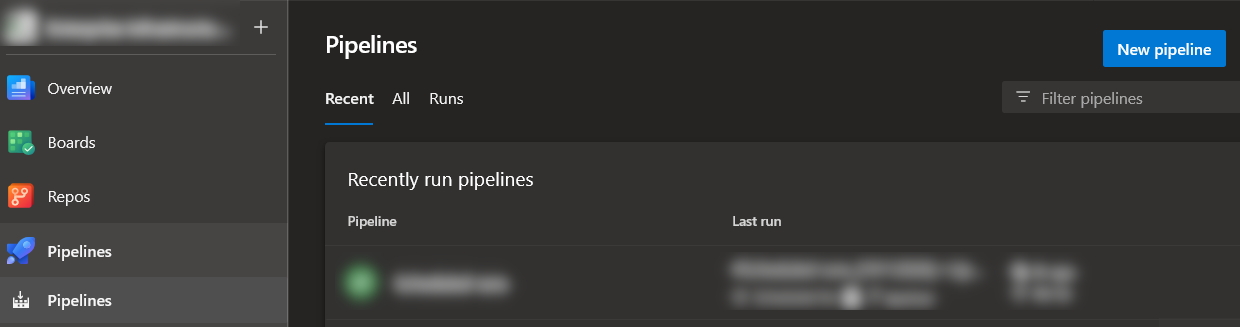 +
Overview
Boards
Repos
Pipelines
Pipelines
Pipelines
New pipeline
Recent All Runs
Filter pipelines
Recently run pipelines
Pipeline Last run